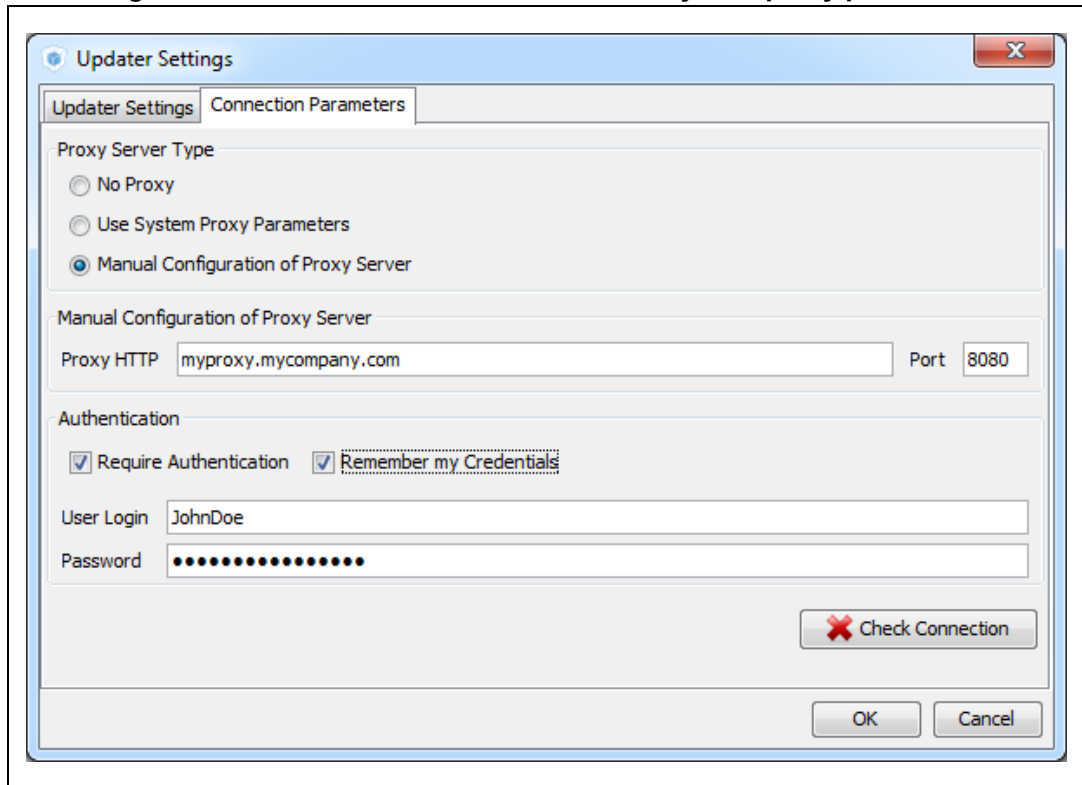 Updater Settings
Updater Settings Connection Parameters
Proxy Server Type
No Proxy
Use System Proxy Parameters
Manual Configuration of Proxy Server
Manual Configuration of Proxy Server
Proxy HTTP myproxy.mycompany.com Port 8080
Authentication
Require Authentication Remember my Credentials
User Login JohnDoe
Password ••••••••••••••••
Check Connection
OK Cancel